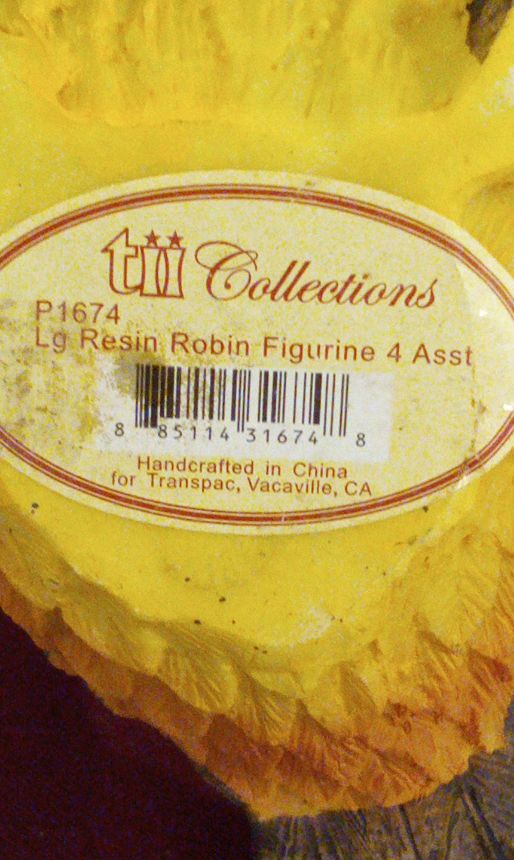 tii Collections
P1674
Lg Resin Robin Figurine 4 Asst
8 85114 31674 8
Handcrafted in China
for Transpac, Vacaville, CA